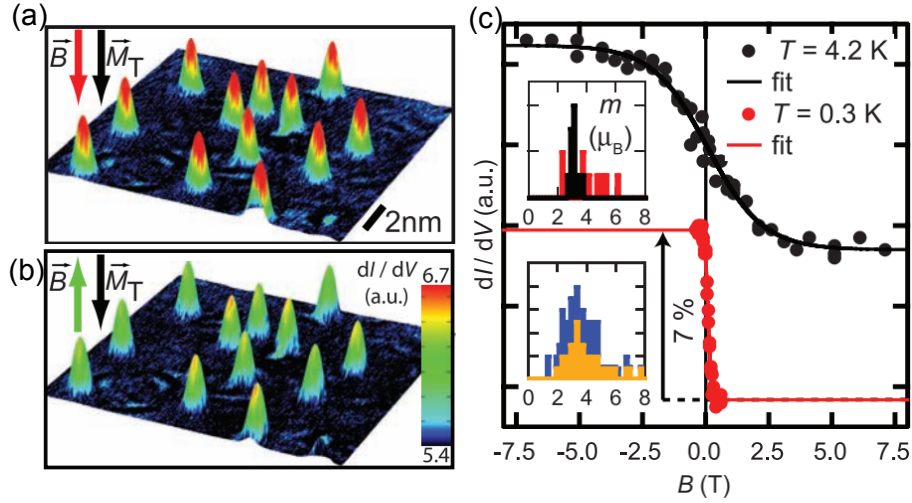 (a)
B M_T
2nm
(b)
B M_T
dI / dV 6.7
(a.u.)
5.4
(c)
T = 4.2 K
fit
T = 0.3 K
fit
m
(μ_B)
0 2 4 6 8
7 %
0 2 4 6 8
dI / dV (a.u.)
-7.5 -5.0 -2.5 0.0 2.5 5.0 7.5
B (T)